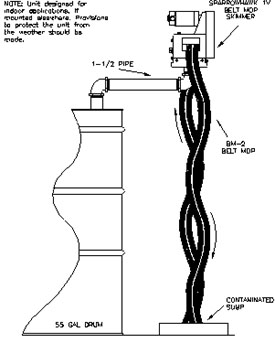 NOTE: Unit designed for
indoor applications. If
mounted elsewhere. Provisions
to protect the unit from
the weather should be
made.
SPARROWHAWK 1V
BELT MOP
SKIMMER
1-1/2 PIPE
BM-2
BELT MOP
CONTAMINATED
SUMP
55 GAL DRUM